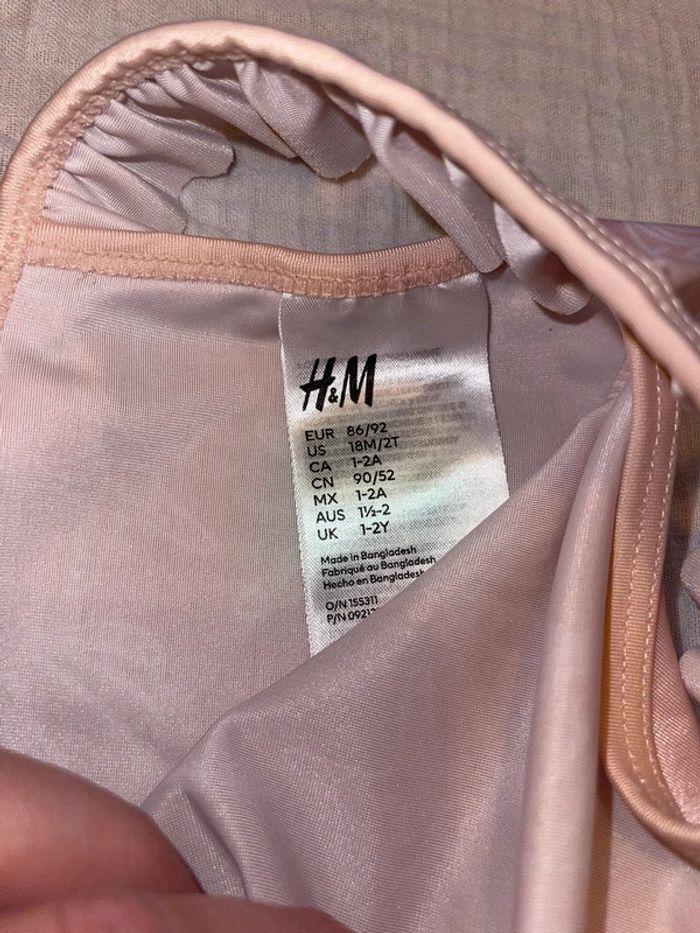 H&M
EUR 86/92
US 18M/2T
CA 1-2A
CN 90/52
MX 1-2A
AUS 1½-2
UK 1-2Y
Made in Bangladesh
Fabriqué au Bangladesh
Hecho en Bangladesh
O/N 155311
P/N